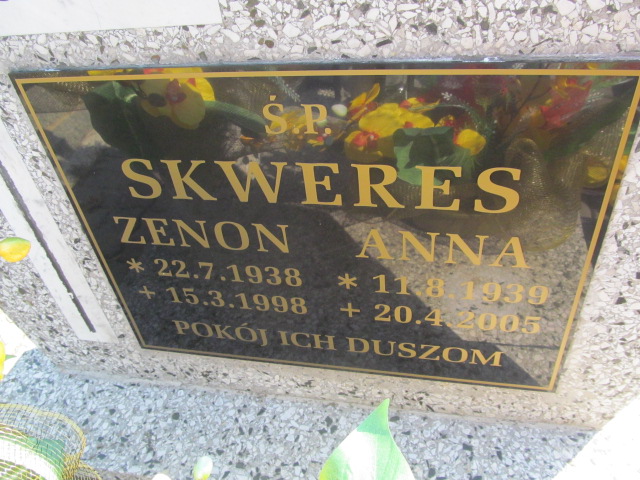 Ś.P.
SKWERES
ZENON ANNA
* 22.7.1938 * 11.8.1939
+ 15.3.1998 + 20.4.2005
POKÓJ ICH DUSZOM